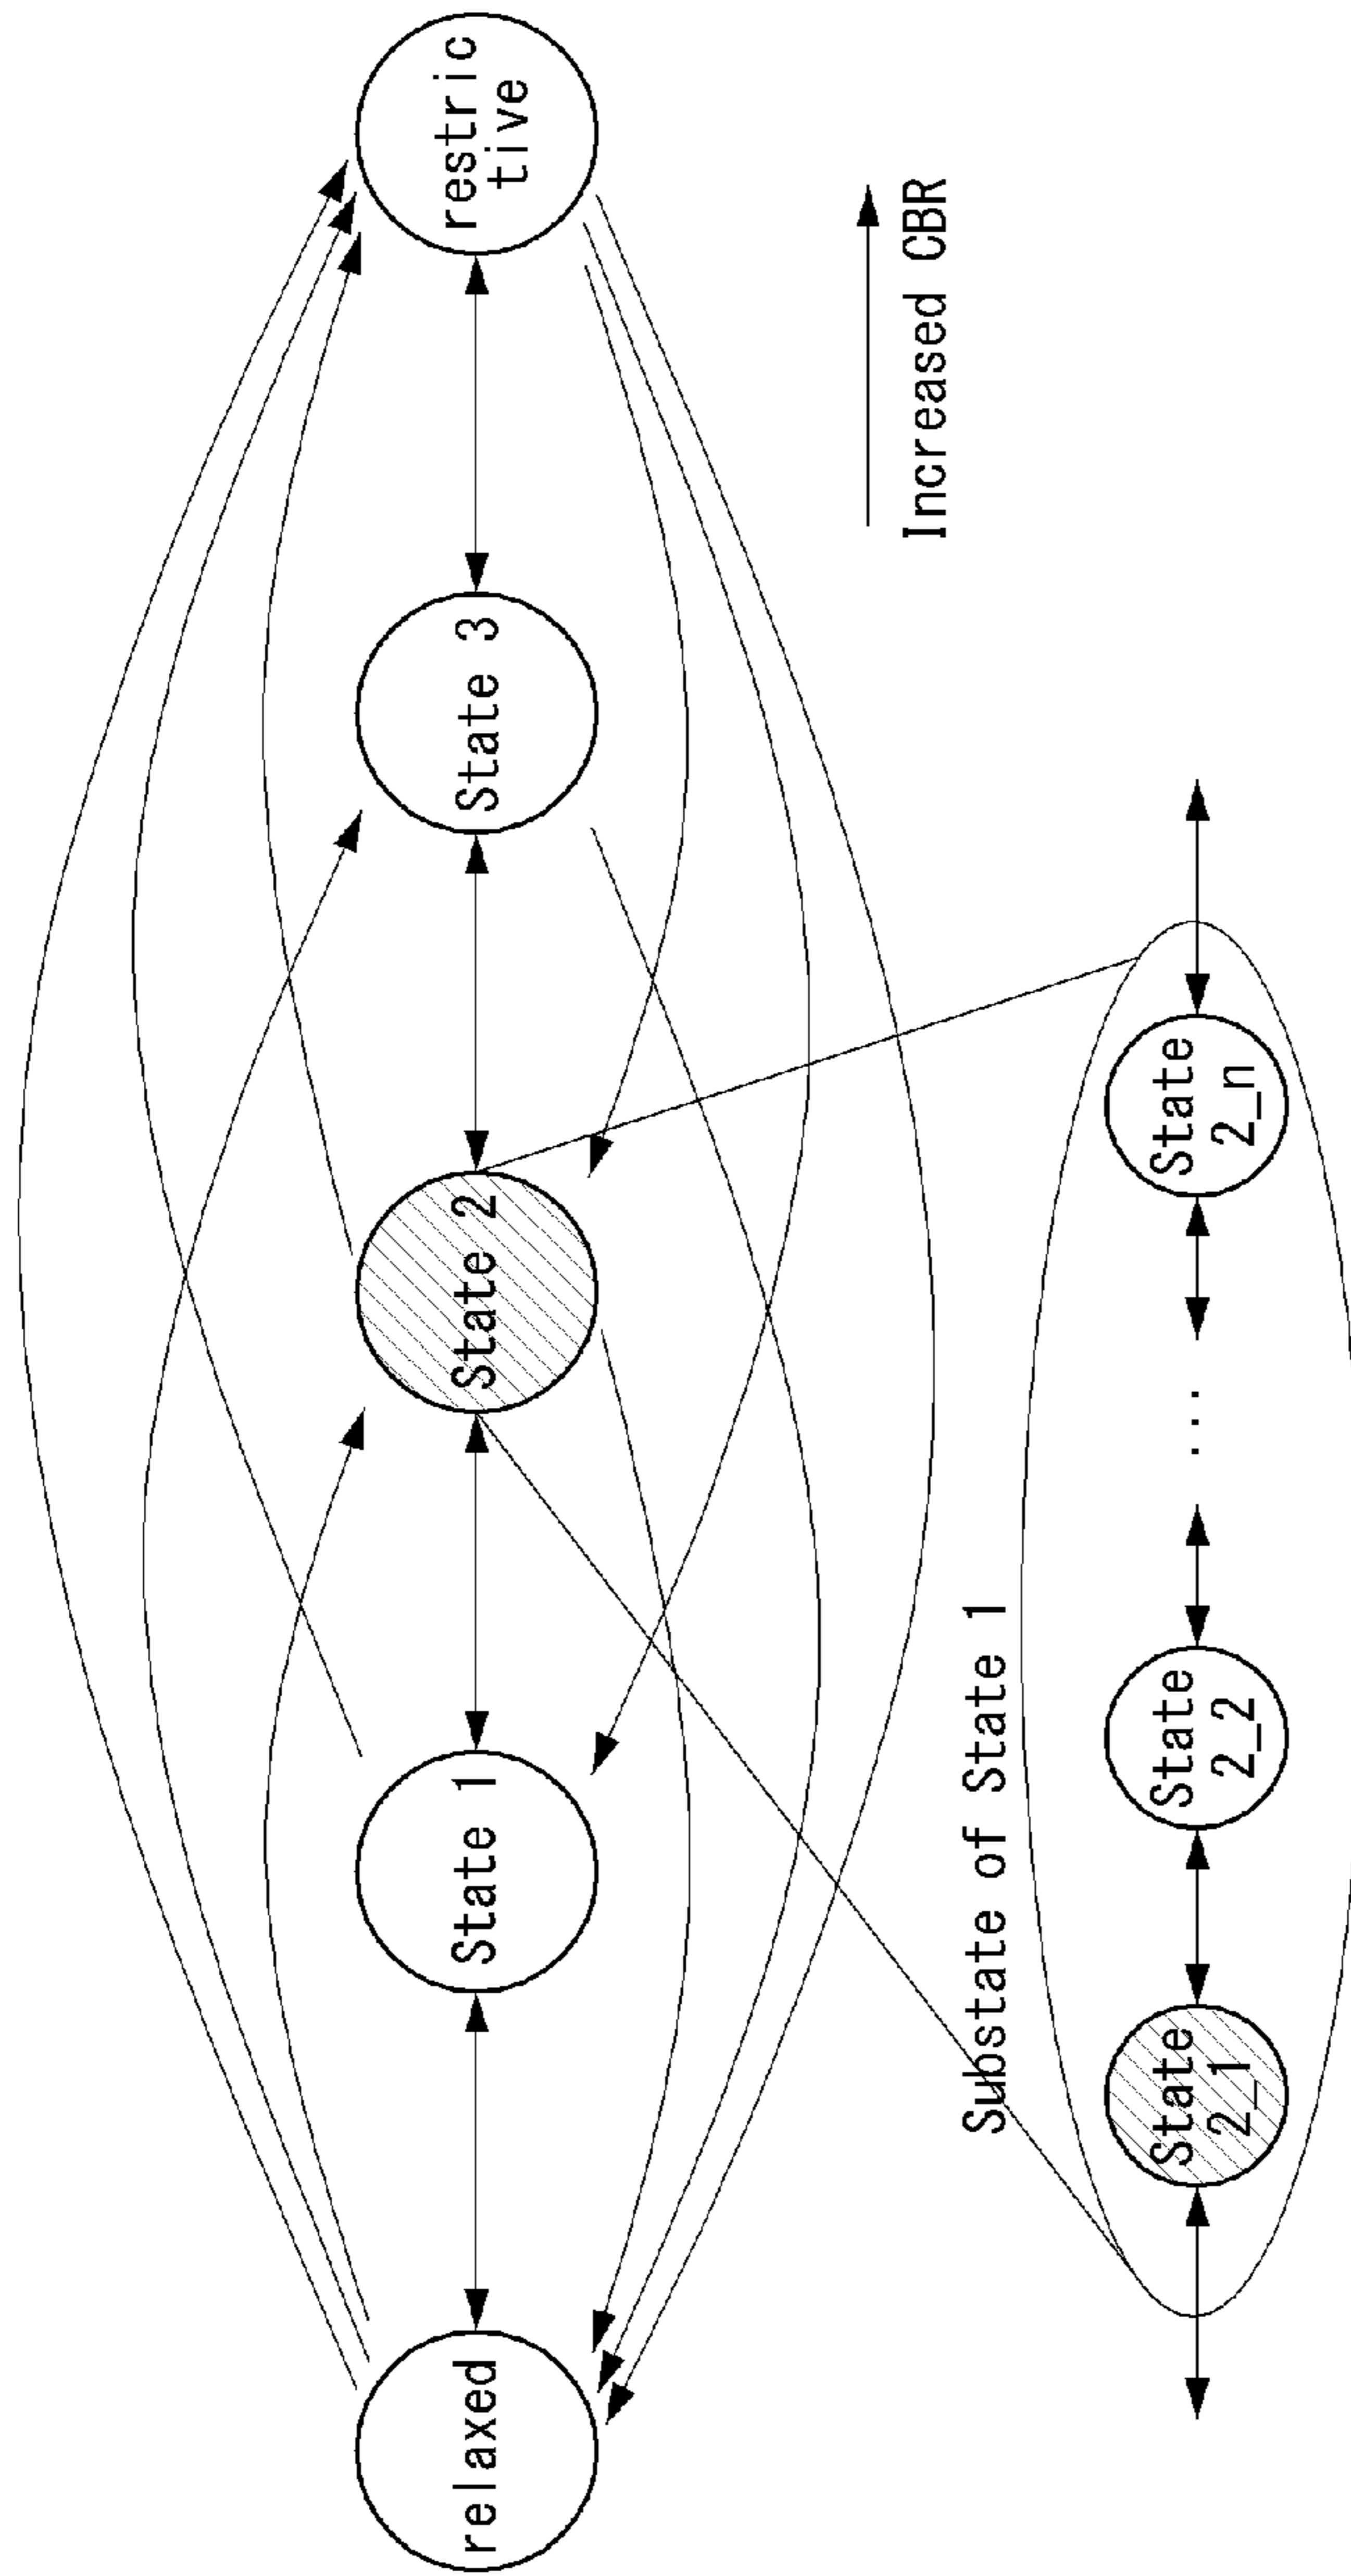 relaxed
State 1
State 2
State 3
restric
tive
Increased CBR
Substate of State 1
State
2_1
State
2_2
...
State
2_n